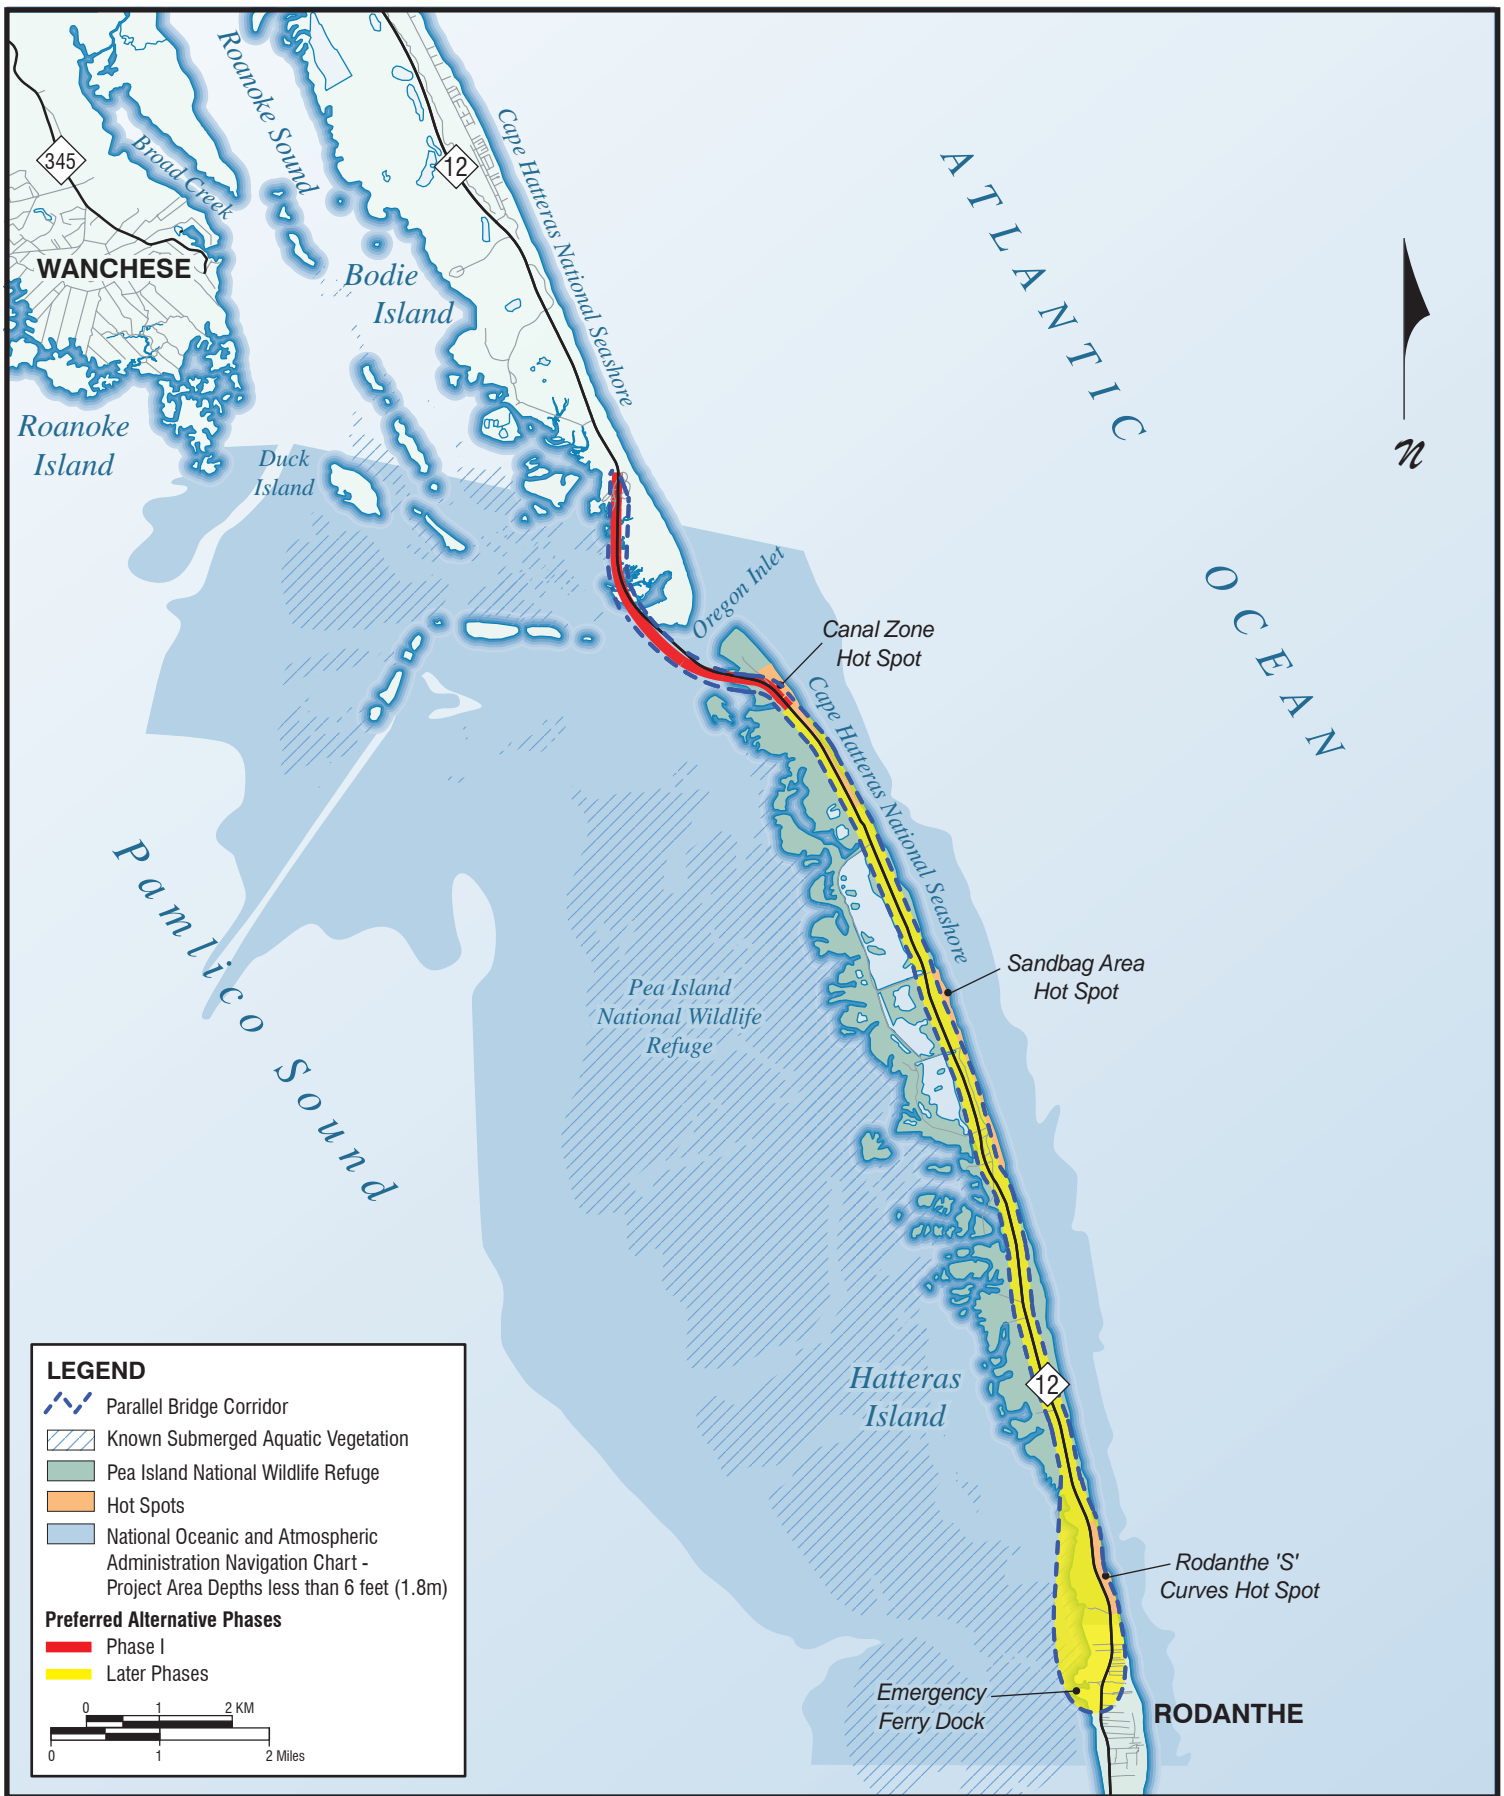 Roanoke Sound
Broad Creek
345
12
Cape Hatteras National Seashore
ATLANTIC
OCEAN
WANCHESE
Bodie
Island
n
Roanoke
Island
Duck
Island
Oregon Inlet
Canal Zone
Hot Spot
Cape Hatteras National Seashore
Pamlico Sound
Sandbag Area
Hot Spot
Pea Island
National Wildlife
Refuge
Hatteras
Island
12
Rodanthe 'S'
Curves Hot Spot
Emergency
Ferry Dock
RODANTHE
LEGEND
Parallel Bridge Corridor
Known Submerged Aquatic Vegetation
Pea Island National Wildlife Refuge
Hot Spots
National Oceanic and Atmospheric
Administration Navigation Chart -
Project Area Depths less than 6 feet (1.8m)
Preferred Alternative Phases
Phase I
Later Phases
0 1 2 KM
0 1 2 Miles